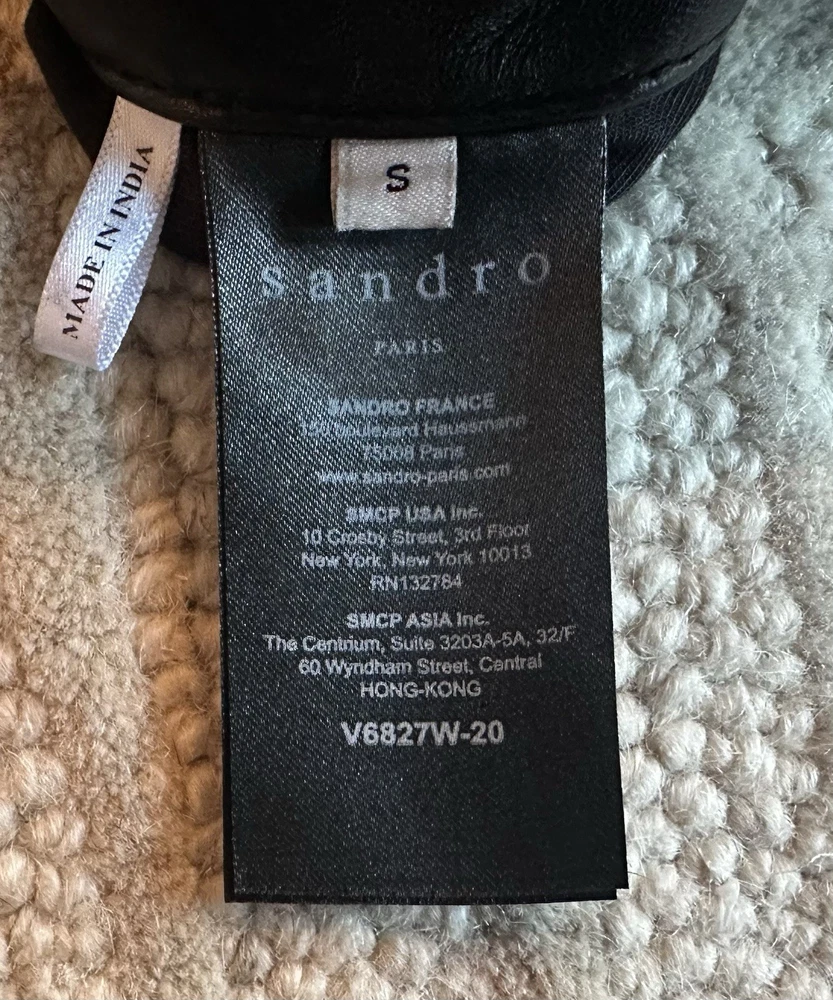 MADE IN INDIA
S
sandro
PARIS
SANDRO FRANCE
150 boulevard Haussmann
75008 Paris
www.sandro-paris.com
SMCP USA Inc.
10 Crosby Street, 3rd Floor
New York, New York 10013
RN132784
SMCP ASIA Inc.
The Centrium, Suite 3203A-5A, 32/F
60 Wyndham Street, Central
HONG-KONG
V6827W-20